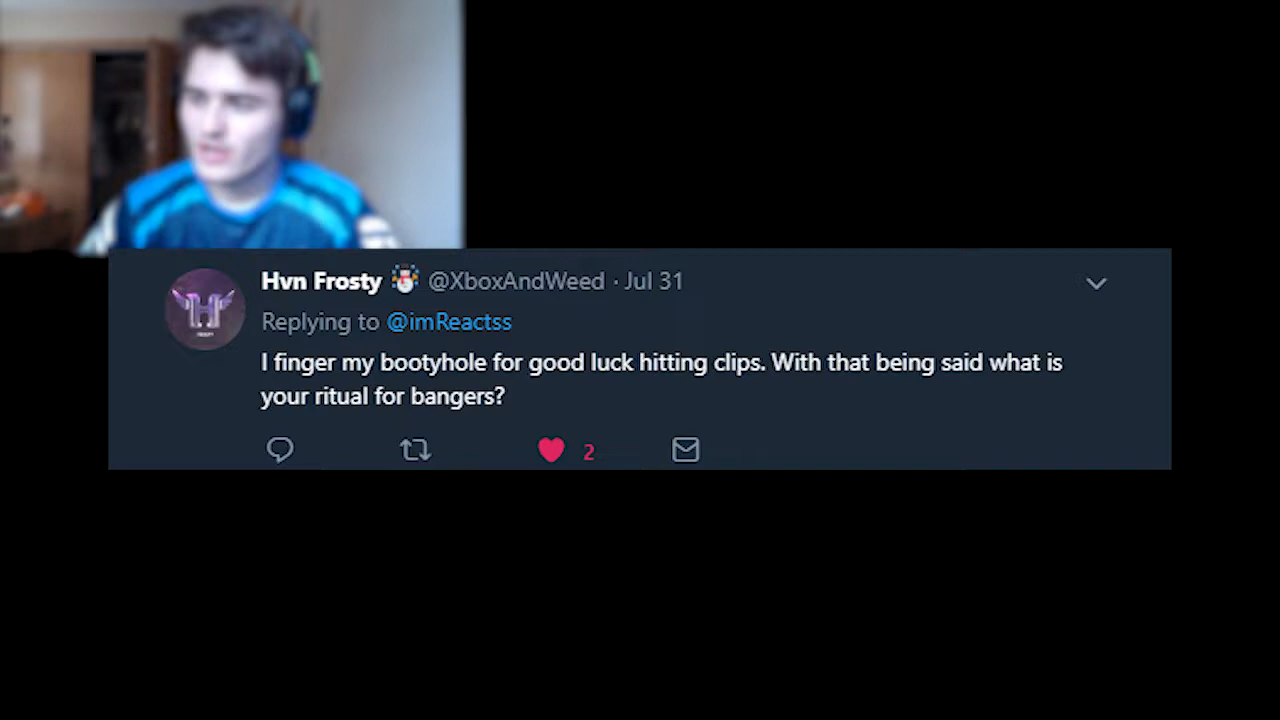 Hvn Frosty ⛄ @XboxAndWeed · Jul 31
Replying to @imReactss
I finger my bootyhole for good luck hitting clips. With that being said what is
your ritual for bangers?
2